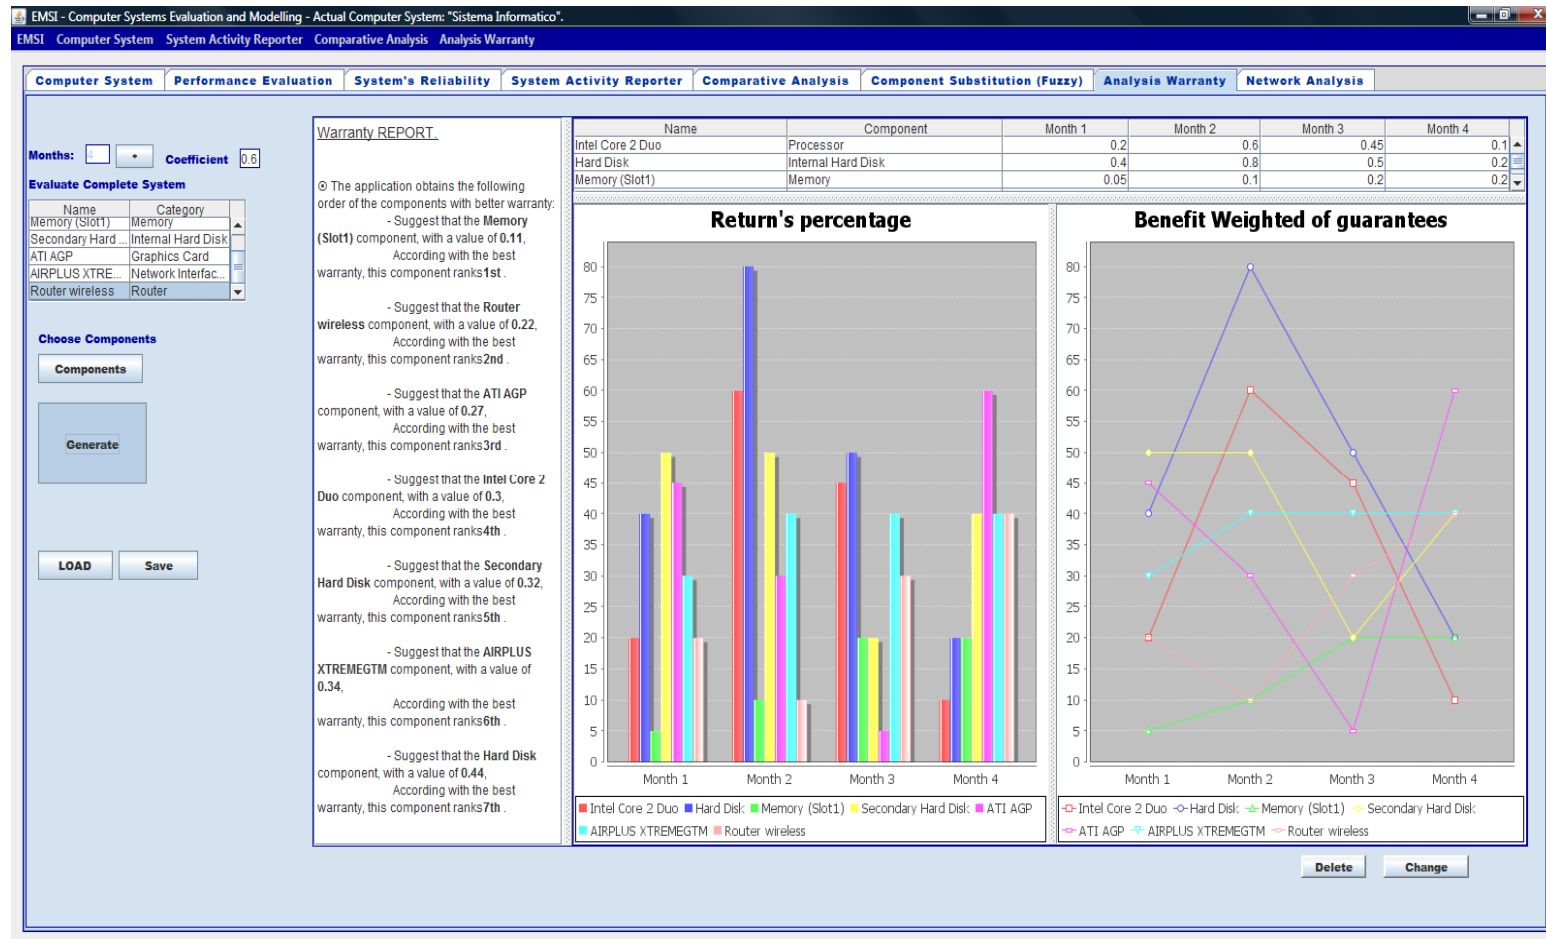 EMSI - Computer Systems Evaluation and Modelling - Actual Computer System: "Sistema Informatico".
EMSI Computer System System Activity Reporter Comparative Analysis Analysis Warranty
Computer System Performance Evaluation System's Reliability System Activity Reporter Comparative Analysis Component Substitution (Fuzzy) Analysis Warranty Network Analysis
Months: 4 * Coefficient 0.6
Evaluate Complete System
Name Category
Memory (Slot1) Memory
Secondary Hard ... Internal Hard Disk
ATI AGP Graphics Card
AIRPLUS XTRE... Network Interfac...
Router wireless Router
Choose Components
Components
Generate
LOAD Save
Warranty REPORT.
The application obtains the following
order of the components with better warranty:
- Suggest that the Memory
(Slot1) component, with a value of 0.11,
According with the best
warranty, this component ranks1st .
- Suggest that the Router
wireless component, with a value of 0.22,
According with the best
warranty, this component ranks2nd .
- Suggest that the ATI AGP
component, with a value of 0.27,
According with the best
warranty, this component ranks3rd .
- Suggest that the Intel Core 2
Duo component, with a value of 0.3,
According with the best
warranty, this component ranks4th .
- Suggest that the Secondary
Hard Disk component, with a value of 0.32,
According with the best
warranty, this component ranks5th .
- Suggest that the AIRPLUS
XTREMEGTM component, with a value of
0.34,
According with the best
warranty, this component ranks6th .
- Suggest that the Hard Disk
component, with a value of 0.44,
According with the best
warranty, this component ranks7th .
Name Component Month 1 Month 2 Month 3 Month 4
Intel Core 2 Duo Processor 0.2 0.6 0.45 0.1
Hard Disk Internal Hard Disk 0.4 0.8 0.5 0.2
Memory (Slot1) Memory 0.05 0.1 0.2 0.2
Return's percentage
80
75
70
65
60
55
50
45
40
35
30
25
20
15
10
5
0
Month 1 Month 2 Month 3 Month 4
Intel Core 2 Duo Hard Disk Memory (Slot1) Secondary Hard Disk ATI AGP
AIRPLUS XTREMEGTM Router wireless
Benefit Weighted of guarantees
80
75
70
65
60
55
50
45
40
35
30
25
20
15
10
5
0
Month 1 Month 2 Month 3 Month 4
Intel Core 2 Duo Hard Disk Memory (Slot1) Secondary Hard Disk
ATI AGP AIRPLUS XTREMEGTM Router wireless
Delete Change